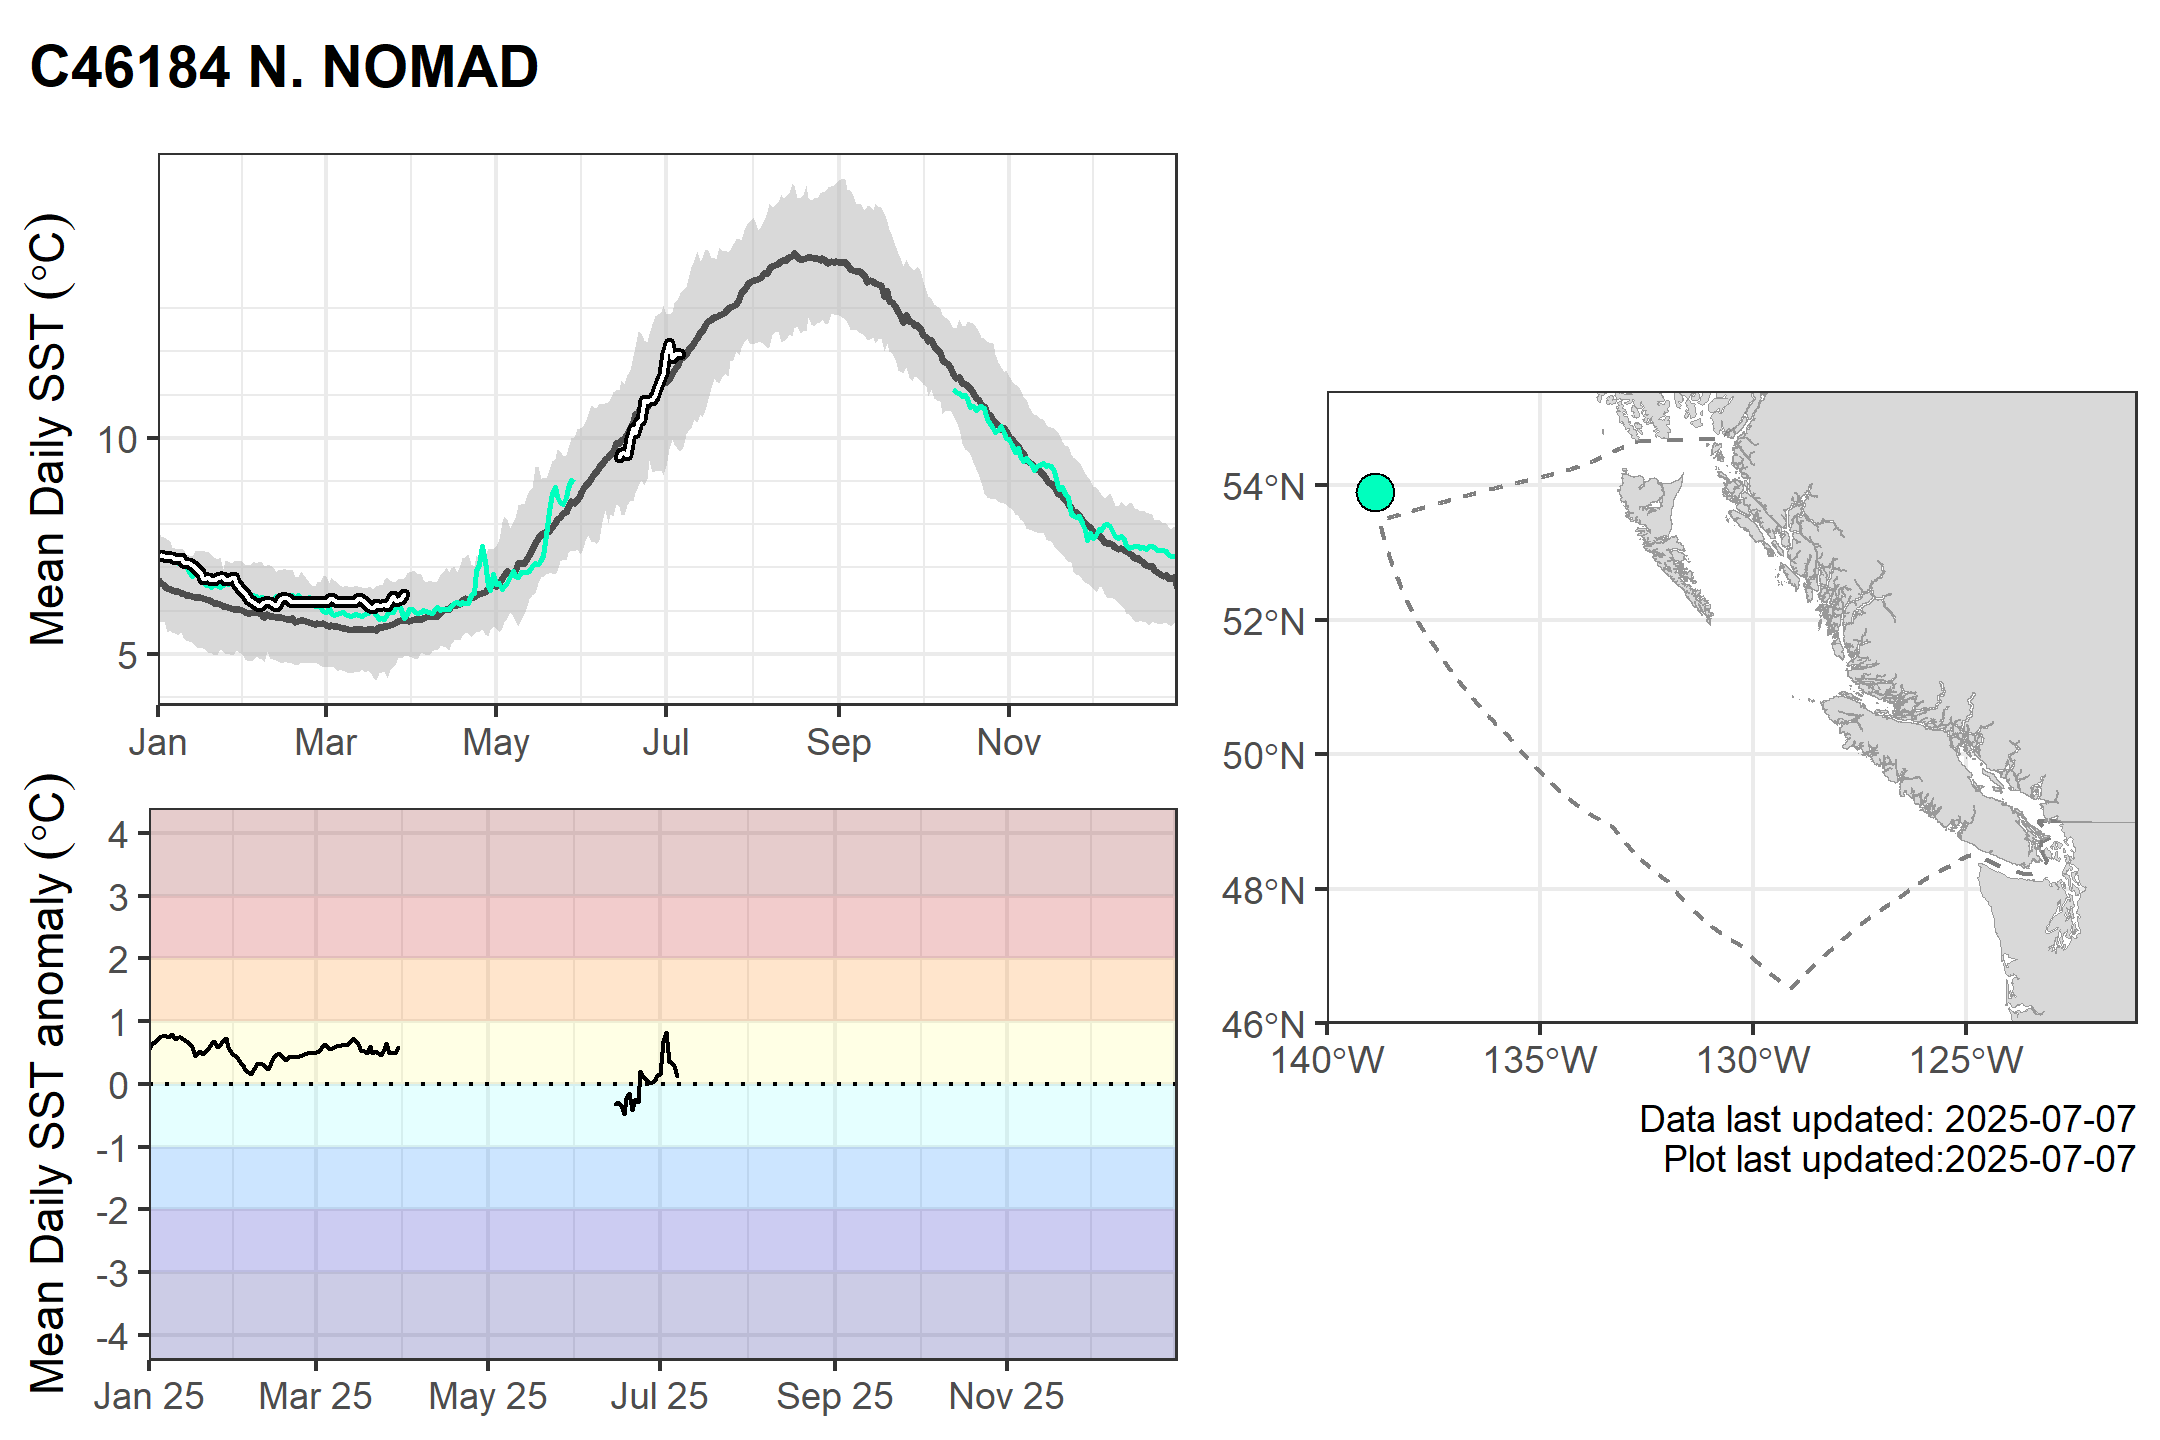 C46184 N. NOMAD
Mean Daily SST (°C)
10
5
Jan Mar May Jul Sep Nov
Mean Daily SST anomaly (°C)
4
3
2
1
0
-1
-2
-3
-4
Jan 25 Mar 25 May 25 Jul 25 Sep 25 Nov 25
54°N
52°N
50°N
48°N
46°N
140°W 135°W 130°W 125°W
Data last updated: 2025-07-07
Plot last updated:2025-07-07